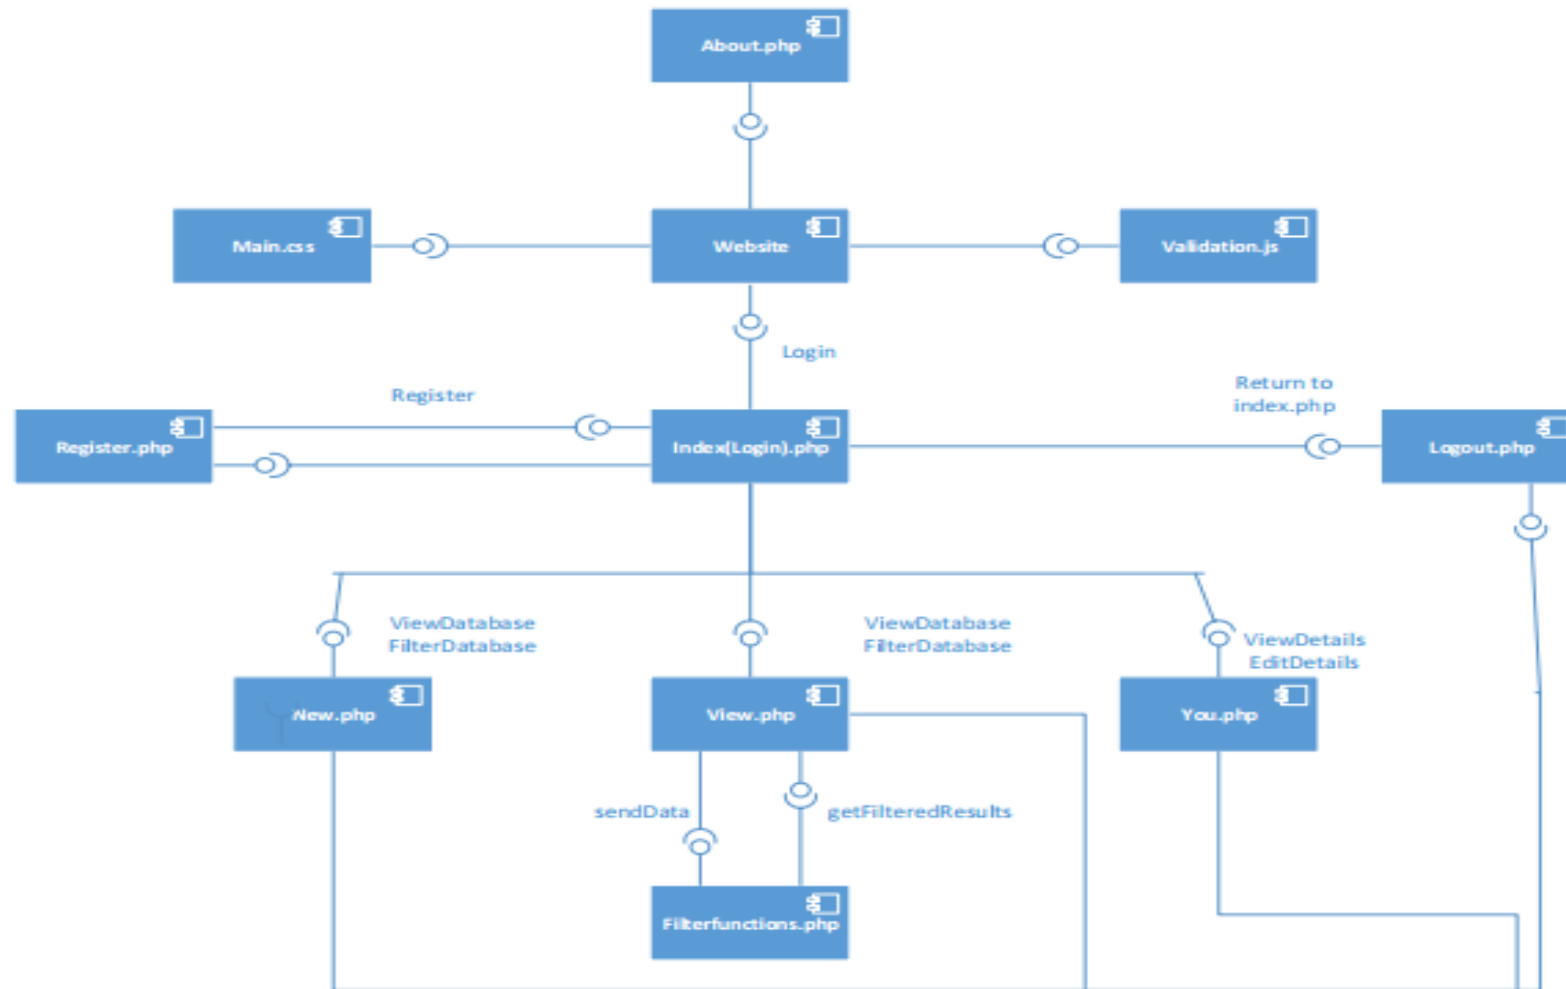 About.php
Main.css
Website
Validation.js
Login
Register
Return to
index.php
Register.php
Index(Login).php
Logout.php
ViewDatabase
FilterDatabase
ViewDatabase
FilterDatabase
ViewDetails
EditDetails
New.php
View.php
You.php
sendData
getFilteredResults
Filterfunctions.php